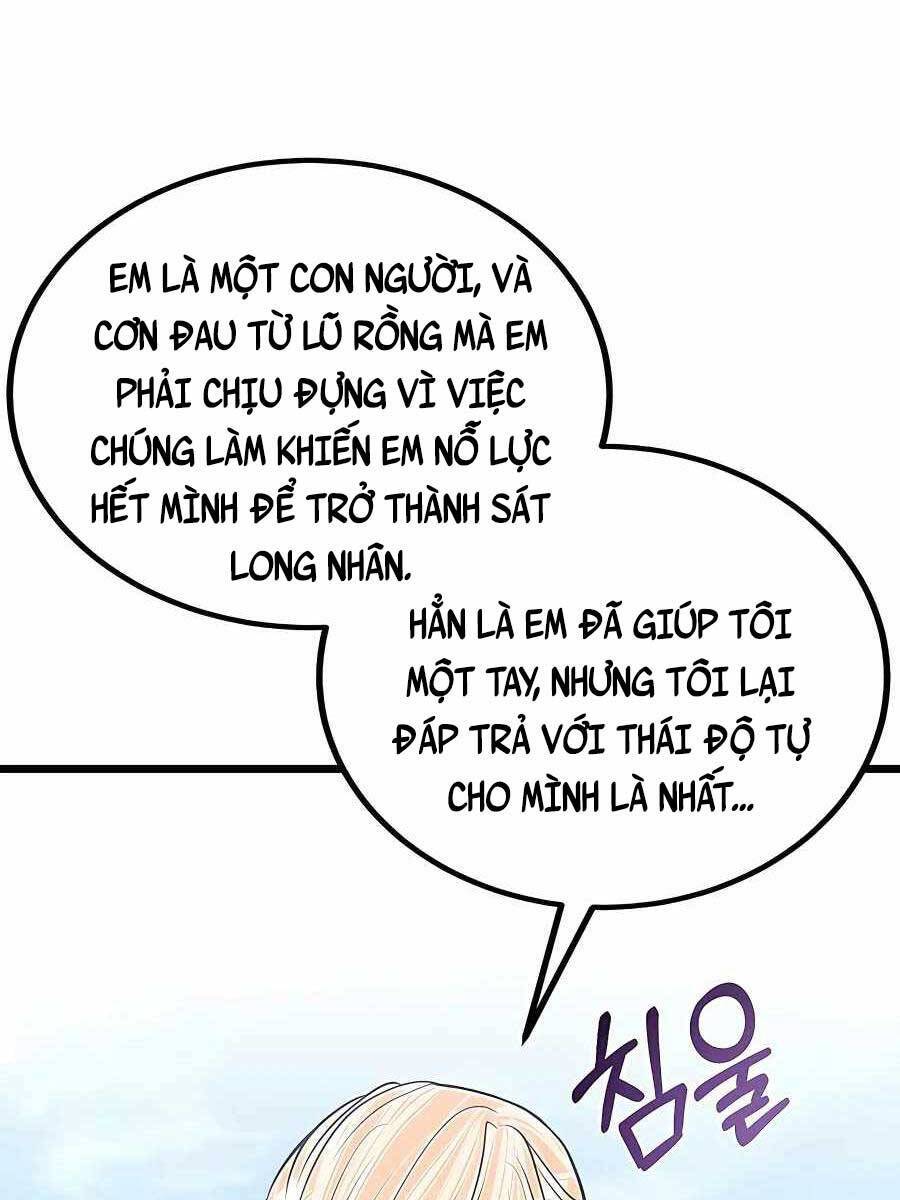 EM LÀ MỘT CON NGƯỜI, VÀ
CƠN ĐAU TỪ LŨ RỒNG MÀ EM
PHẢI CHỊU ĐỰNG VÌ VIỆC
CHÚNG LÀM KHIẾN EM NỖ LỰC
HẾT MÌNH ĐỂ TRỞ THÀNH SÁT
LONG NHÂN.
HẲN LÀ EM ĐÃ GIÚP TÔI
MỘT TAY, NHƯNG TÔI LẠI
ĐÁP TRẢ VỚI THÁI ĐỘ TỰ
CHO MÌNH LÀ NHẤT...
침울